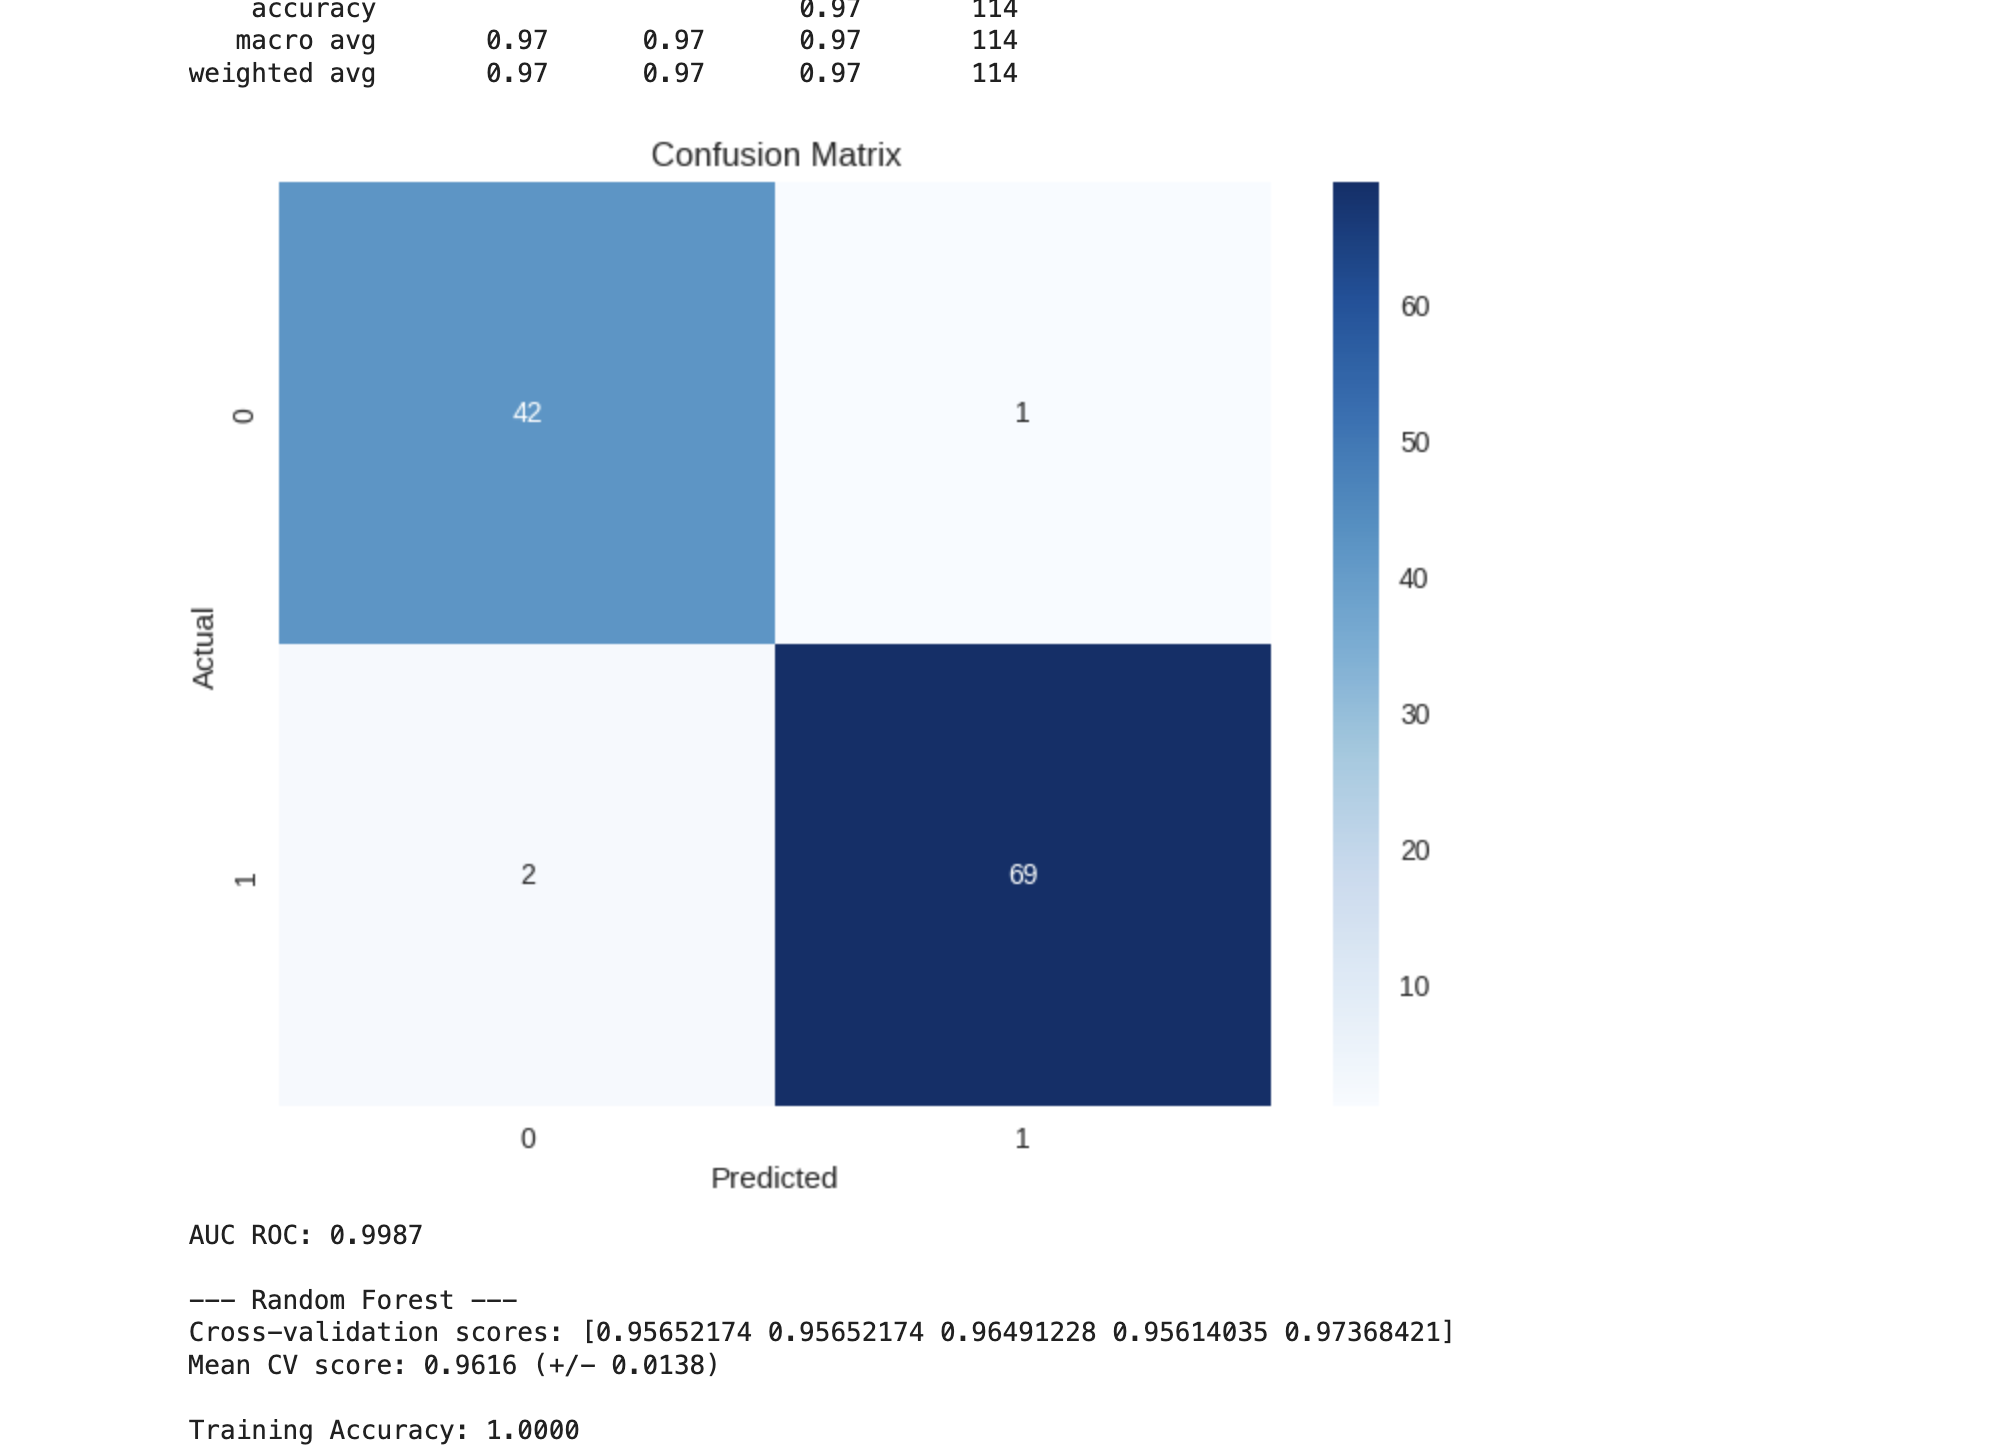 accuracy 0.97 114
macro avg 0.97 0.97 0.97 114
weighted avg 0.97 0.97 0.97 114
Confusion Matrix
60
42 1
0
50
40
Actual
30
20
2 69
1
10
0 1
Predicted
AUC ROC: 0.9987
--- Random Forest ---
Cross-validation scores: [0.95652174 0.95652174 0.96491228 0.95614035 0.97368421]
Mean CV score: 0.9616 (+/- 0.0138)
Training Accuracy: 1.0000